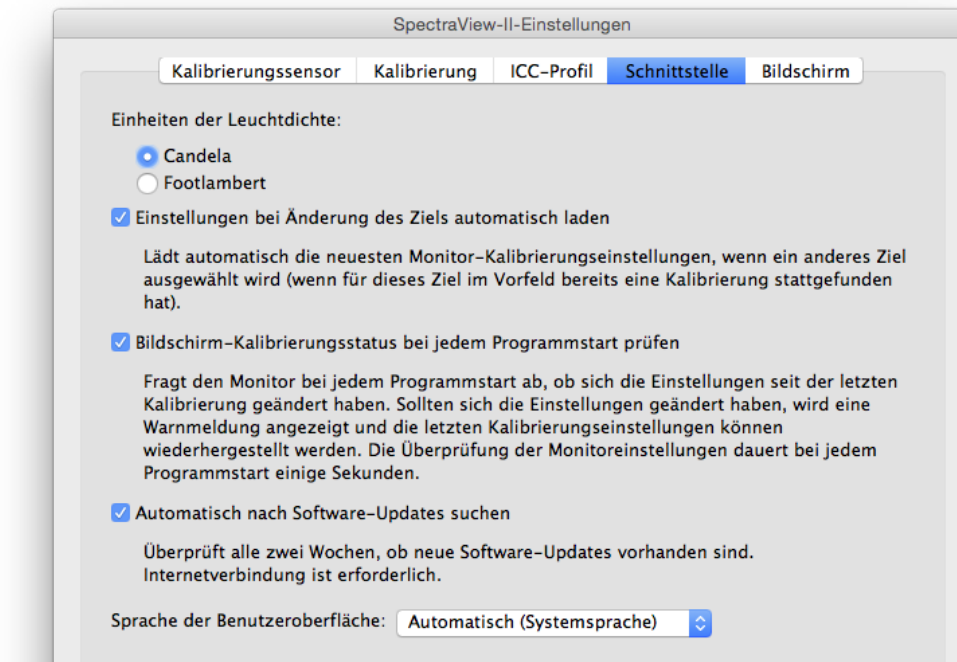 SpectraView-II-Einstellungen
Kalibrierungssensor Kalibrierung ICC-Profil Schnittstelle Bildschirm
Einheiten der Leuchtdichte:
Candela
Footlambert
Einstellungen bei Änderung des Ziels automatisch laden
Lädt automatisch die neuesten Monitor-Kalibrierungseinstellungen, wenn ein anderes Ziel
ausgewählt wird (wenn für dieses Ziel im Vorfeld bereits eine Kalibrierung stattgefunden
hat).
Bildschirm-Kalibrierungsstatus bei jedem Programmstart prüfen
Fragt den Monitor bei jedem Programmstart ab, ob sich die Einstellungen seit der letzten
Kalibrierung geändert haben. Sollten sich die Einstellungen geändert haben, wird eine
Warnmeldung angezeigt und die letzten Kalibrierungseinstellungen können
wiederhergestellt werden. Die Überprüfung der Monitoreinstellungen dauert bei jedem
Programmstart einige Sekunden.
Automatisch nach Software-Updates suchen
Überprüft alle zwei Wochen, ob neue Software-Updates vorhanden sind.
Internetverbindung ist erforderlich.
Sprache der Benutzeroberfläche: Automatisch (Systemsprache)